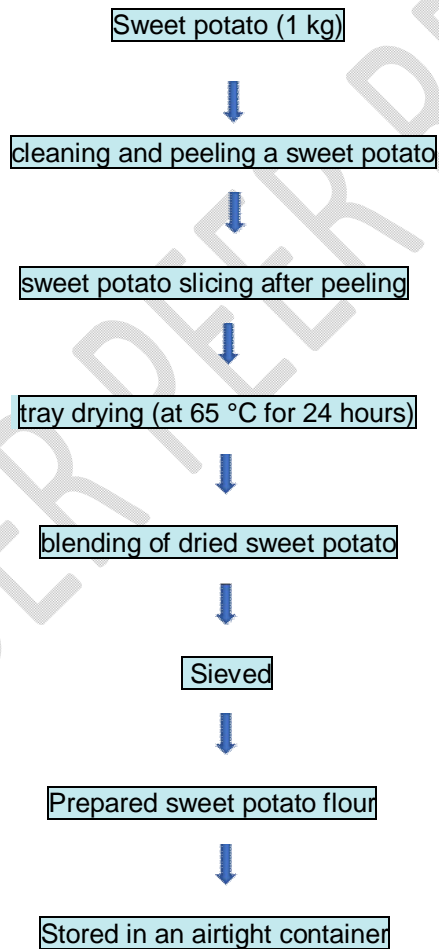 Sweet potato (1 kg)
cleaning and peeling a sweet potato
sweet potato slicing after peeling
tray drying (at 65 °C for 24 hours)
blending of dried sweet potato
Sieved
Prepared sweet potato flour
Stored in an airtight container